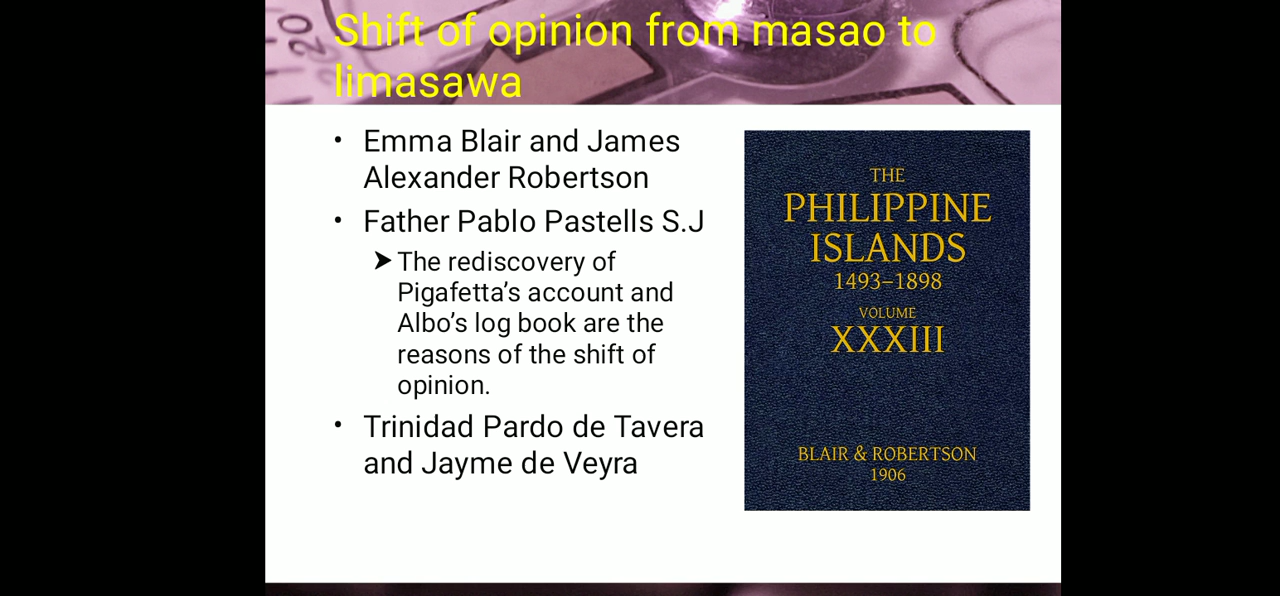 Shift of opinion from masao to
limasawa
• Emma Blair and James
Alexander Robertson
• Father Pablo Pastells S.J
➤ The rediscovery of
Pigafetta's account and
Albo's log book are the
reasons of the shift of
opinion.
• Trinidad Pardo de Tavera
and Jayme de Veyra
THE
PHILIPPINE
ISLANDS
1493–1898
VOLUME
XXXIII
BLAIR & ROBERTSON
1906
20